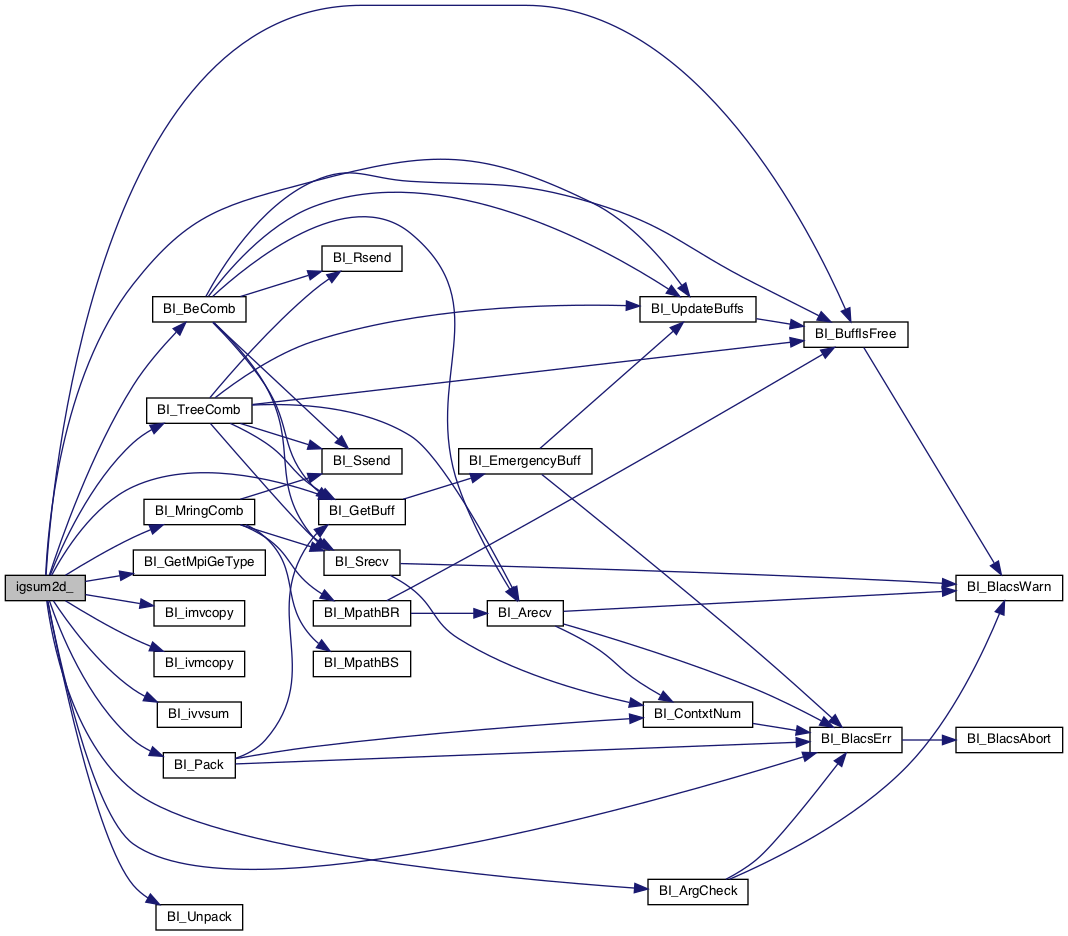 BI_Rsend
BI_BeComb
BI_UpdateBuffs
BI_BuffIsFree
BI_TreeComb
BI_Ssend
BI_EmergencyBuff
BI_MringComb
BI_GetBuff
BI_GetMpiGeType
BI_Srecv
igsum2d_
BI_BlacsWarn
BI_imvcopy
BI_MpathBR
BI_Arecv
BI_ivmcopy
BI_MpathBS
BI_ivvsum
BI_ContxtNum
BI_BlacsErr
BI_BlacsAbort
BI_Pack
BI_ArgCheck
BI_Unpack